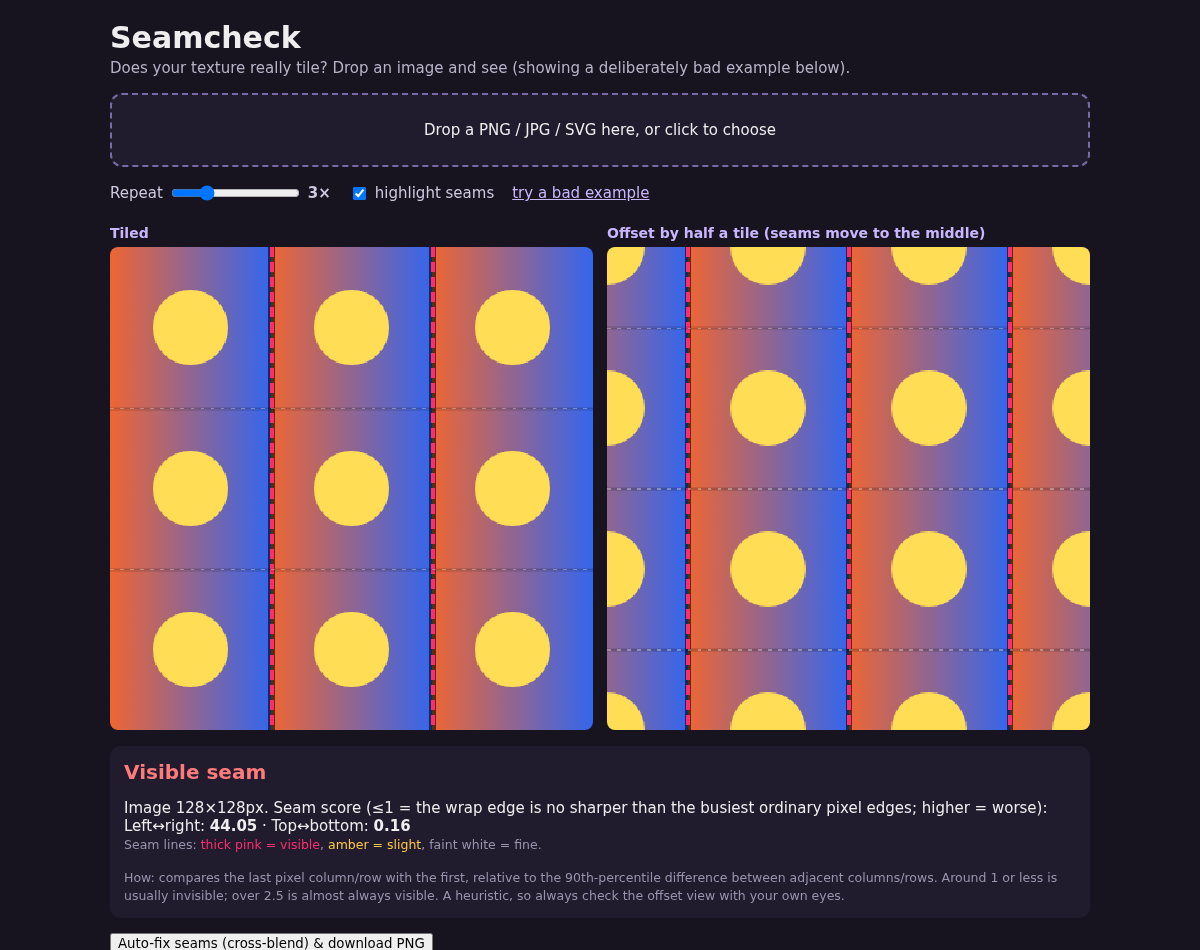 Seamcheck
Does your texture really tile? Drop an image and see (showing a deliberately bad example below).
Drop a PNG / JPG / SVG here, or click to choose
Repeat 3× highlight seams try a bad example
Tiled
Offset by half a tile (seams move to the middle)
Visible seam
Image 128×128px. Seam score (≤1 = the wrap edge is no sharper than the busiest ordinary pixel edges; higher = worse):
Left↔right: 44.05 · Top↔bottom: 0.16
Seam lines: thick pink = visible, amber = slight, faint white = fine.
How: compares the last pixel column/row with the first, relative to the 90th-percentile difference between adjacent columns/rows. Around 1 or less is
usually invisible; over 2.5 is almost always visible. A heuristic, so always check the offset view with your own eyes.
Auto-fix seams (cross-blend) & download PNG